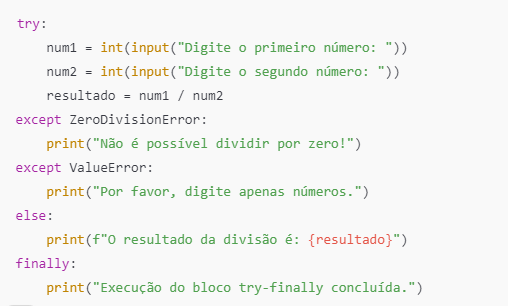 try:
    num1 = int(input("Digite o primeiro número: "))
    num2 = int(input("Digite o segundo número: "))
    resultado = num1 / num2
except ZeroDivisionError:
    print("Não é possível dividir por zero!")
except ValueError:
    print("Por favor, digite apenas números.")
else:
    print(f"O resultado da divisão é: {resultado}")
finally:
    print("Execução do bloco try-finally concluída.")